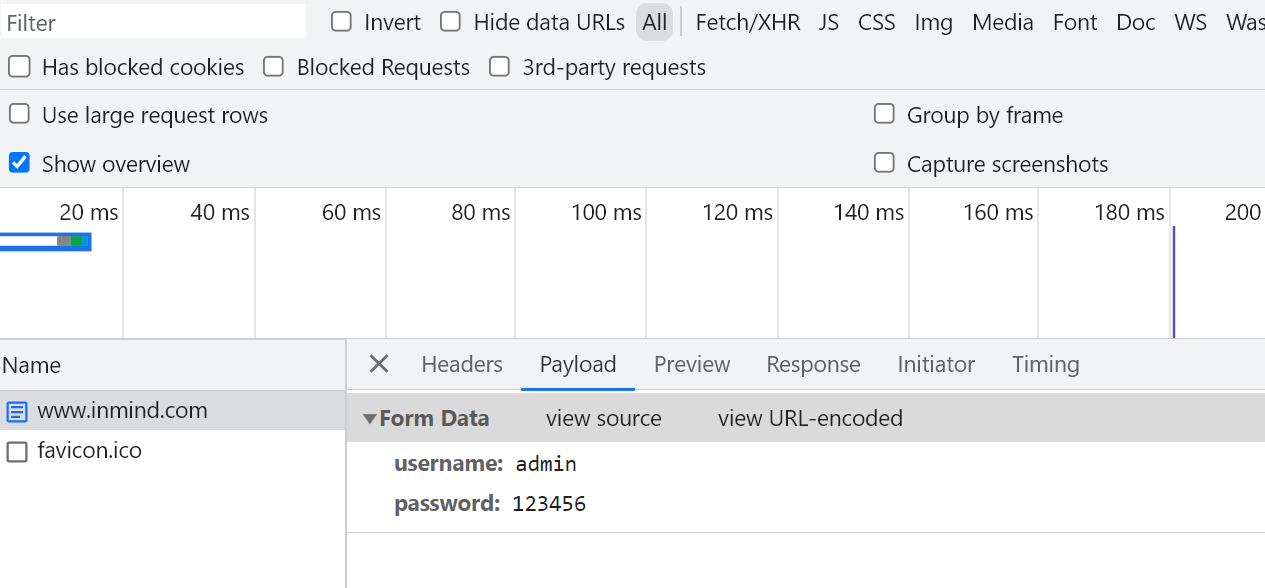 Filter Invert Hide data URLs All Fetch/XHR JS CSS Img Media Font Doc WS Was
Has blocked cookies Blocked Requests 3rd-party requests
Use large request rows Group by frame
Show overview Capture screenshots
20 ms 40 ms 60 ms 80 ms 100 ms 120 ms 140 ms 160 ms 180 ms 200
Name Headers Payload Preview Response Initiator Timing
www.inmind.com Form Data view source view URL-encoded
favicon.ico username: admin
password: 123456